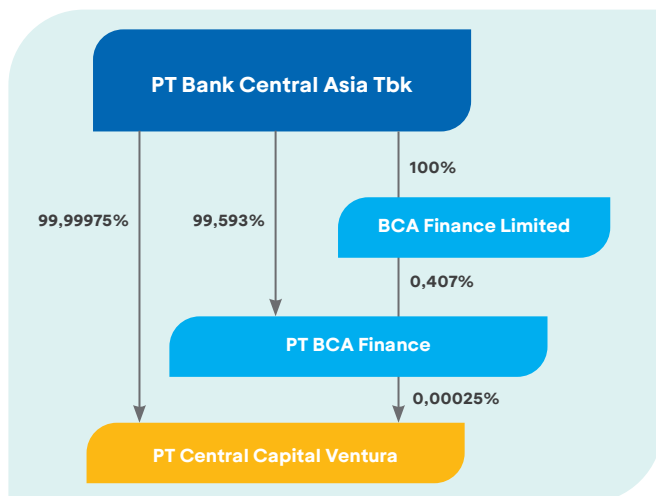 PT Bank Central Asia Tbk
100%
99,99975%
99,593%
BCA Finance Limited
0,407%
PT BCA Finance
0,00025%
PT Central Capital Ventura